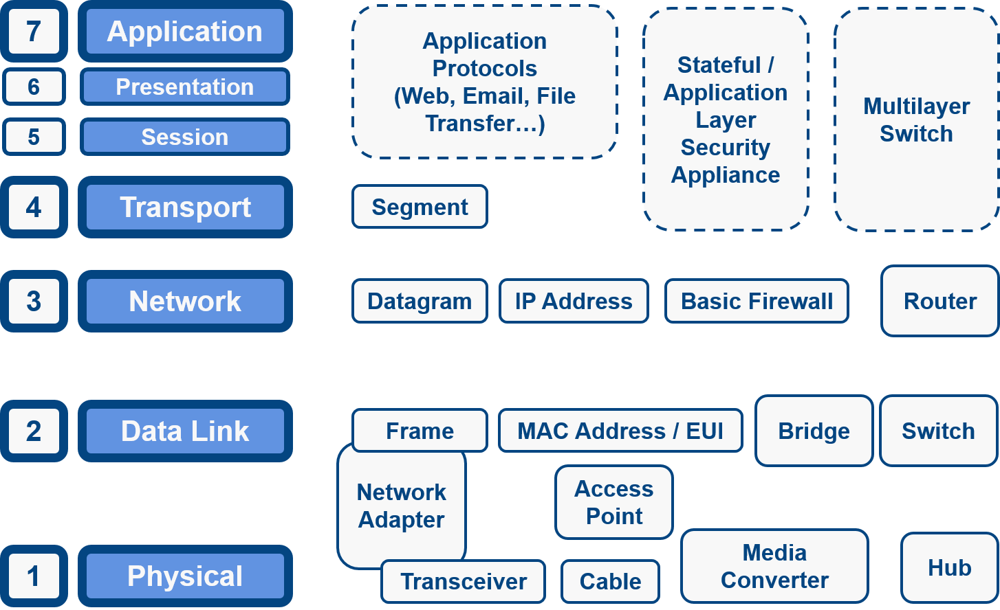 7
Application
6
Presentation
5
Session
Application
Protocols
(Web, Email, File
Transfer…)
Stateful /
Application
Layer
Security
Appliance
Multilayer
Switch
4
Transport
Segment
3
Network
Datagram
IP Address
Basic Firewall
Router
2
Data Link
Frame
MAC Address / EUI
Bridge
Switch
Network
Adapter
Access
Point
1
Physical
Transceiver
Cable
Media
Converter
Hub